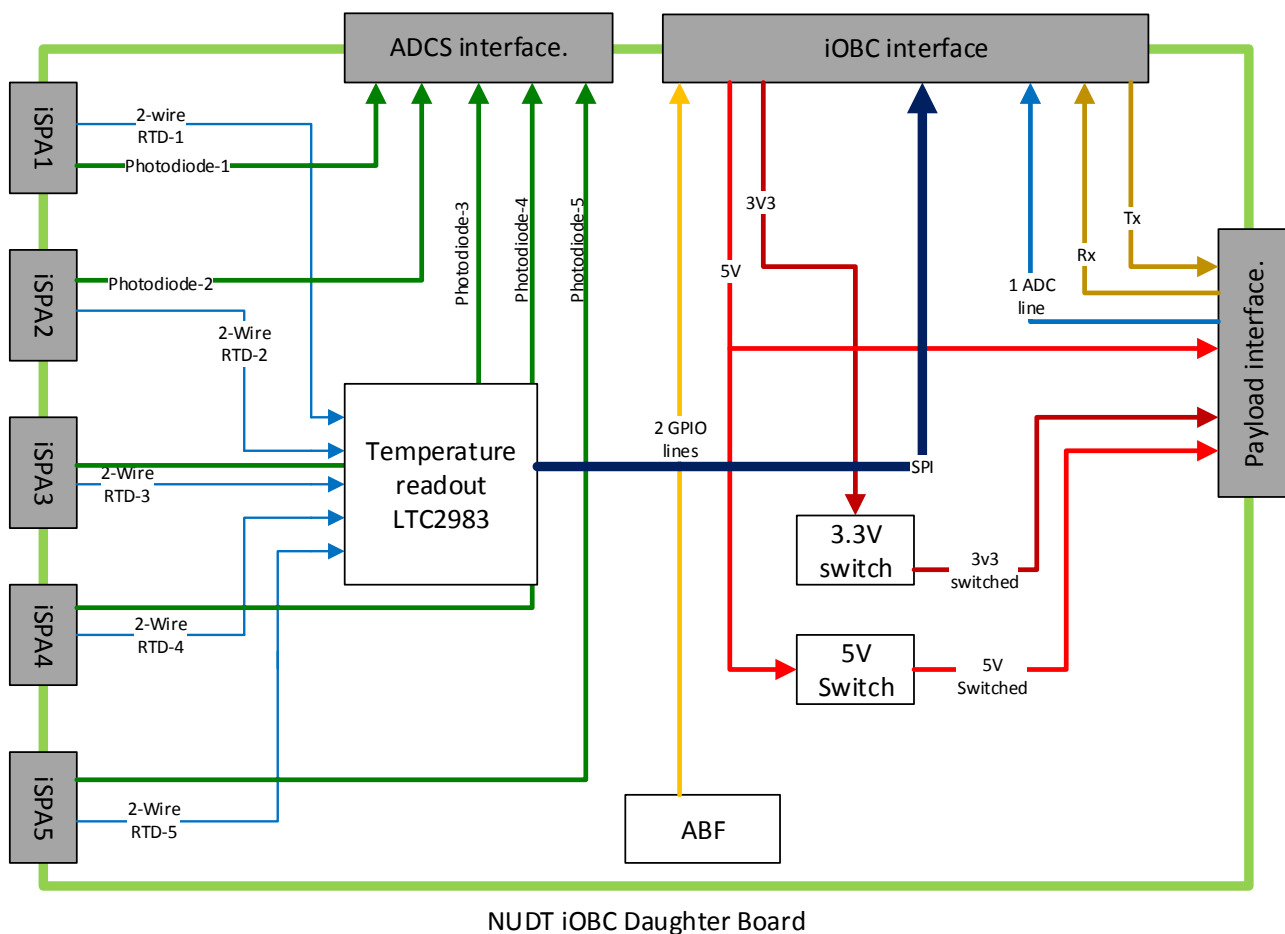 ADCS interface.
iOBC interface
iSPA1
2-wire
RTD-1
Photodiode-1
iSPA2
Photodiode-2
2-Wire
RTD-2
Photodiode-3
Photodiode-4
Photodiode-5
5V
3V3
1 ADC
line
Rx
Tx
Payload interface.
iSPA3
2-Wire
RTD-3
Temperature
readout
LTC2983
2 GPIO
lines
SPI
3.3V
switch
3v3
switched
iSPA4
2-Wire
RTD-4
5V
Switch
5V
Switched
iSPA5
2-Wire
RTD-5
ABF
NUDT iOBC Daughter Board